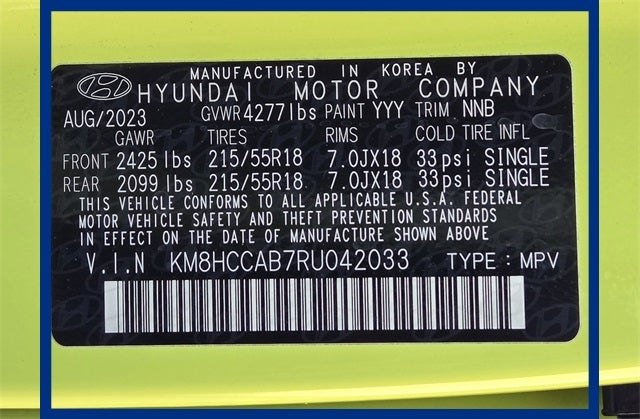 MANUFACTURED IN KOREA BY
HYUNDAI MOTOR COMPANY
AUG/2023 GVWR 4277lbs PAINT YYY TRIM NNB
GAWR TIRES RIMS COLD TIRE INFL
FRONT 2425 lbs 215/55R18 7.0JX18 33psi SINGLE
REAR 2099 lbs 215/55R18 7.0JX18 33psi SINGLE
THIS VEHICLE CONFORMS TO ALL APPLICABLE U.S.A. FEDERAL
MOTOR VEHICLE SAFETY AND THEFT PREVENTION STANDARDS
IN EFFECT ON THE DATE OF MANUFACTURE SHOWN ABOVE
V.I.N KM8HCCAB7RU042033 TYPE : MPV